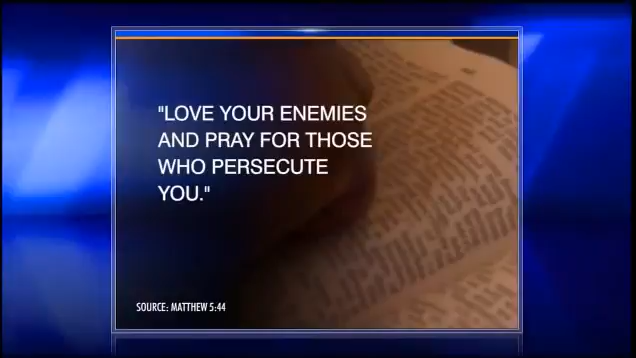 "LOVE YOUR ENEMIES
AND PRAY FOR THOSE
WHO PERSECUTE
YOU."
SOURCE: MATTHEW 5:44